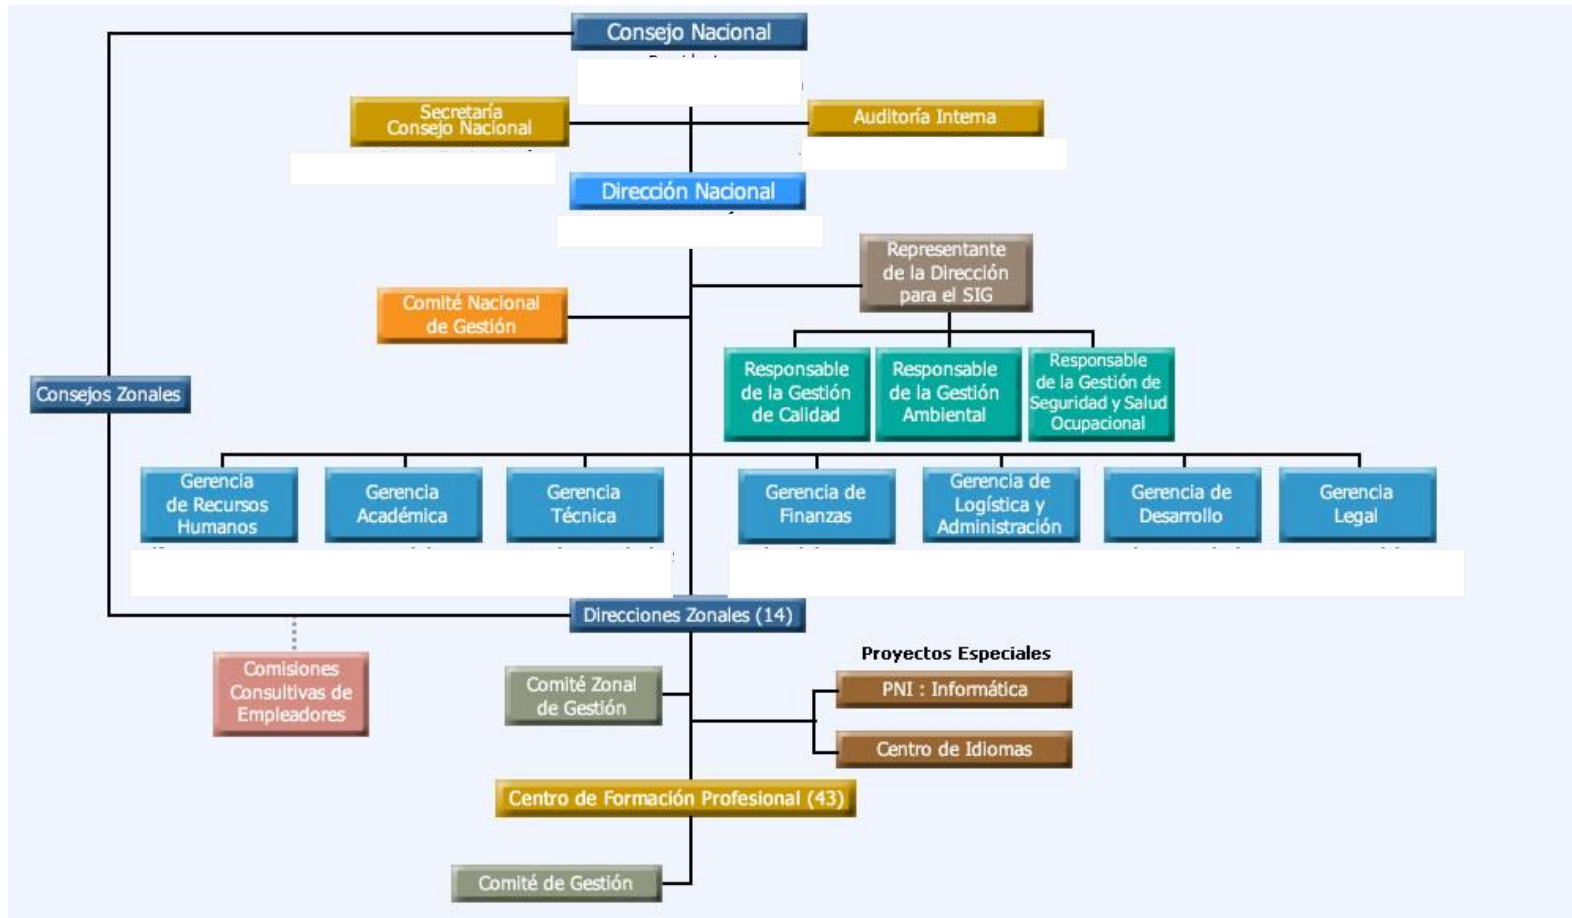 Consejo Nacional
Secretaría
Consejo Nacional
Auditoría Interna
Dirección Nacional
Representante
de la Dirección
para el SIG
Comité Nacional
de Gestión
Responsable
de la Gestión
de Calidad
Responsable
de la Gestión
Ambiental
Responsable
de la Gestión de
Seguridad y Salud
Ocupacional
Consejos Zonales
Gerencia
de Recursos
Humanos
Gerencia
Académica
Gerencia
Técnica
Gerencia de
Finanzas
Gerencia de
Logística y
Administración
Gerencia de
Desarrollo
Gerencia
Legal
Direcciones Zonales (14)
Comisiones
Consultivas de
Empleadores
Comité Zonal
de Gestión
Proyectos Especiales
PNI : Informática
Centro de Idiomas
Centro de Formación Profesional (43)
Comité de Gestión